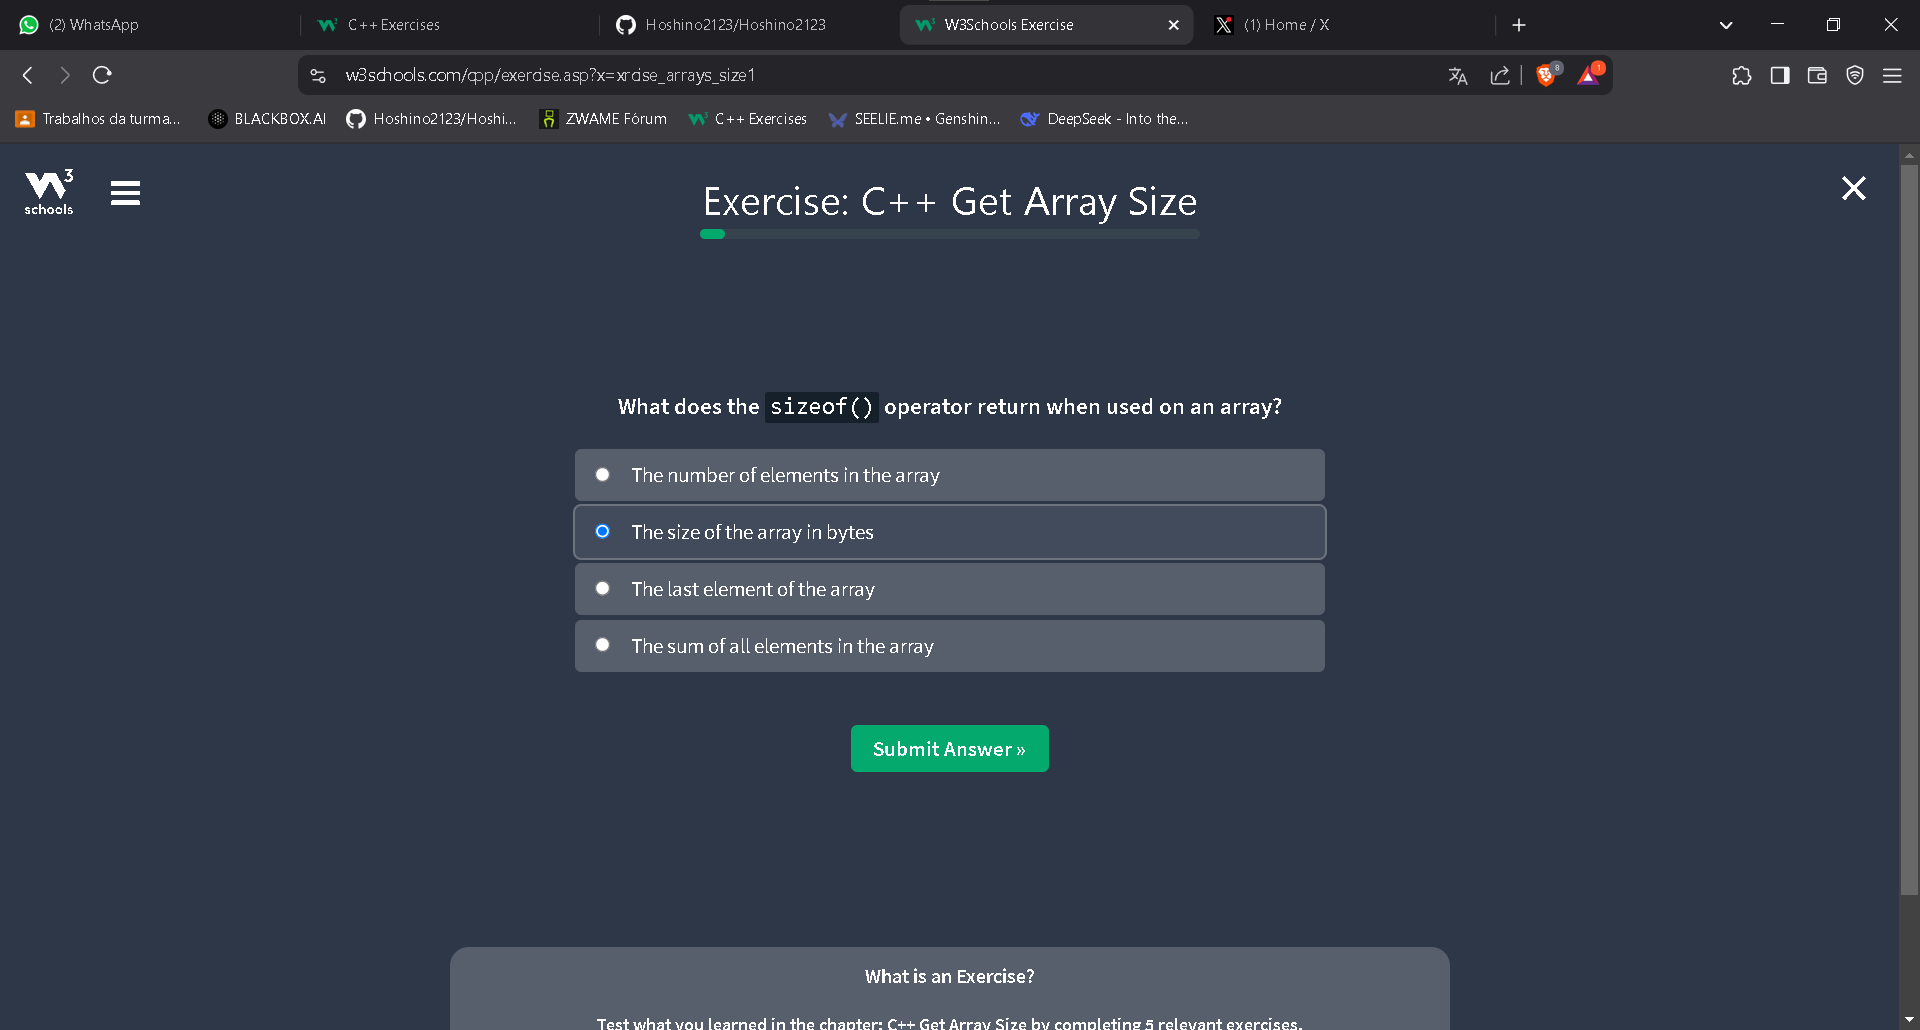 (2) WhatsApp
C++ Exercises
Hoshino2123/Hoshino2123
W3Schools Exercise
(1) Home / X
w3schools.com/cpp/exercise.asp?x=xrcise_arrays_size1
8
1
Trabalhos da turma...
BLACKBOX.AI
Hoshino2123/Hoshi...
ZWAME Fórum
C++ Exercises
SEELIE.me • Genshin...
DeepSeek - Into the...
3
schools
Exercise: C++ Get Array Size
What does the sizeof() operator return when used on an array?
The number of elements in the array
The size of the array in bytes
The last element of the array
The sum of all elements in the array
Submit Answer »
What is an Exercise?
Test what you learned in the chapter: C++ Get Array Size by completing 5 relevant exercises.